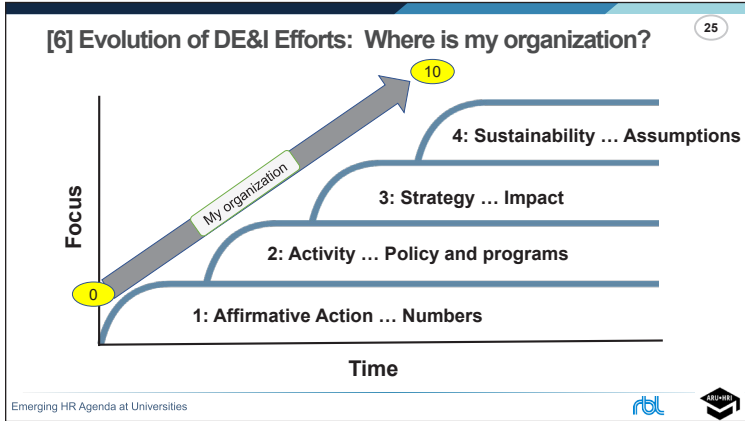 [6] Evolution of DE&I Efforts: Where is my organization?
25
10
4: Sustainability … Assumptions
My organization
3: Strategy … Impact
Focus
2: Activity … Policy and programs
0
1: Affirmative Action … Numbers
Time
Emerging HR Agenda at Universities
rbl
ARU•HRI